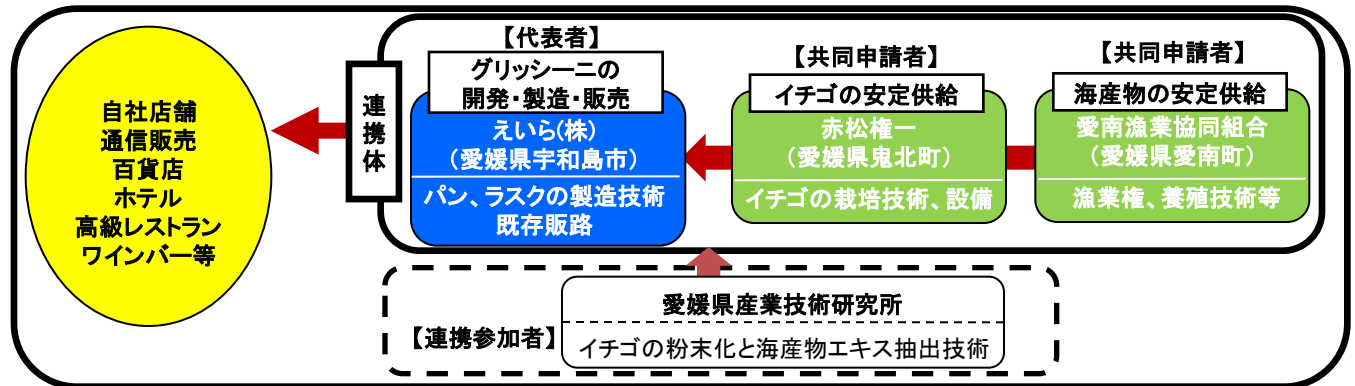 自社店舗
通信販売
百貨店
ホテル
高級レストラン
ワインバー等
連携体
【代表者】
グリッシーニの
開発・製造・販売
えいら(株)
(愛媛県宇和島市)
パン、ラスクの製造技術
既存販路
【共同申請者】
イチゴの安定供給
赤松権一
(愛媛県鬼北町)
イチゴの栽培技術、設備
【共同申請者】
海産物の安定供給
愛南漁業協同組合
(愛媛県愛南町)
漁業権、養殖技術等
【連携参加者】
愛媛県産業技術研究所
イチゴの粉末化と海産物エキス抽出技術